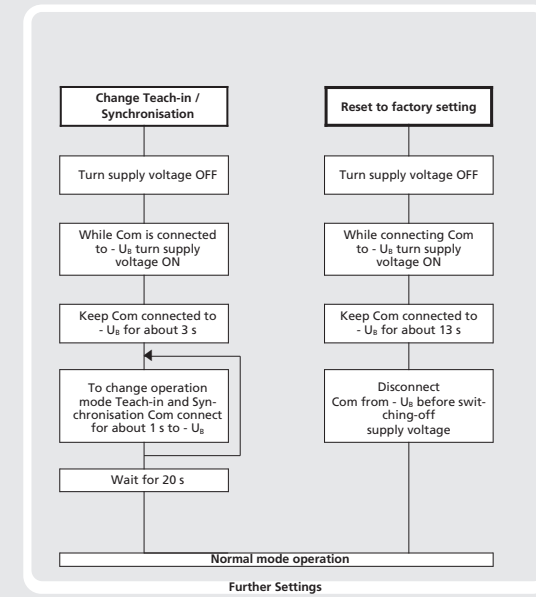 Change Teach-in /
Synchronisation
Turn supply voltage OFF
While Com is connected
to - UB turn supply
voltage ON
Keep Com connected to
- UB for about 3 s
To change operation
mode Teach-in and Syn-
chronisation Com connect
for about 1 s to - UB
Wait for 20 s
Reset to factory setting
Turn supply voltage OFF
While connecting Com
to - UB turn supply
voltage ON
Keep Com connected to
- UB for about 13 s
Disconnect
Com from - UB before swit-
ching-off
supply voltage
Normal mode operation
Further Settings